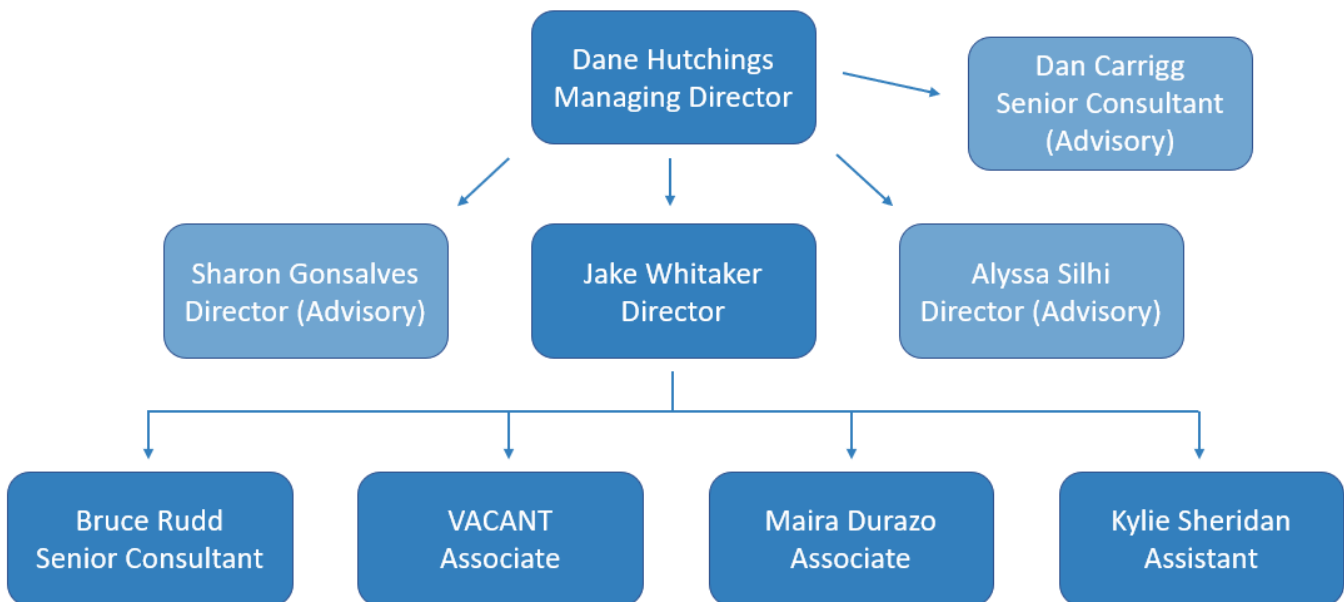 Dane Hutchings
Managing Director
Dan Carrigg
Senior Consultant
(Advisory)
Sharon Gonsalves
Director (Advisory)
Jake Whitaker
Director
Alyssa Silhi
Director (Advisory)
Bruce Rudd
Senior Consultant
VACANT
Associate
Maira Durazo
Associate
Kylie Sheridan
Assistant